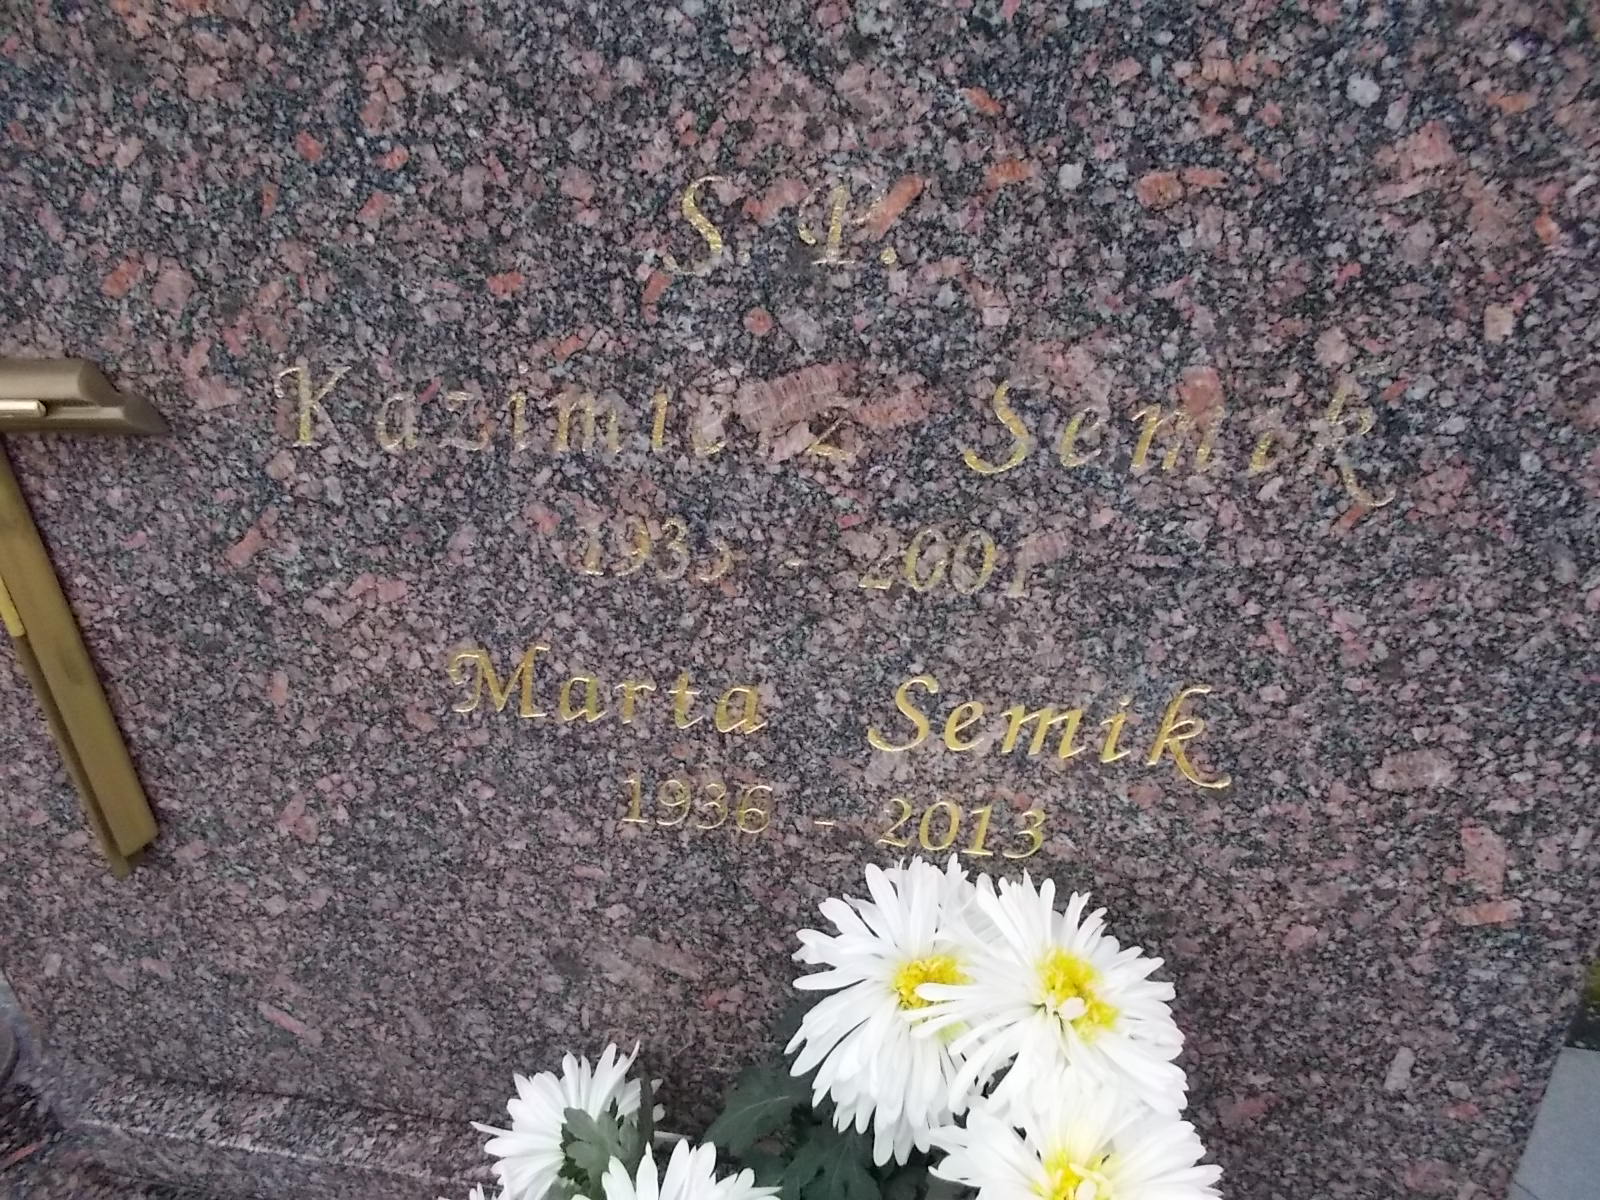 Ś. P.
Kazimierz Semik
1935 - 2001
Marta Semik
1936 - 2013